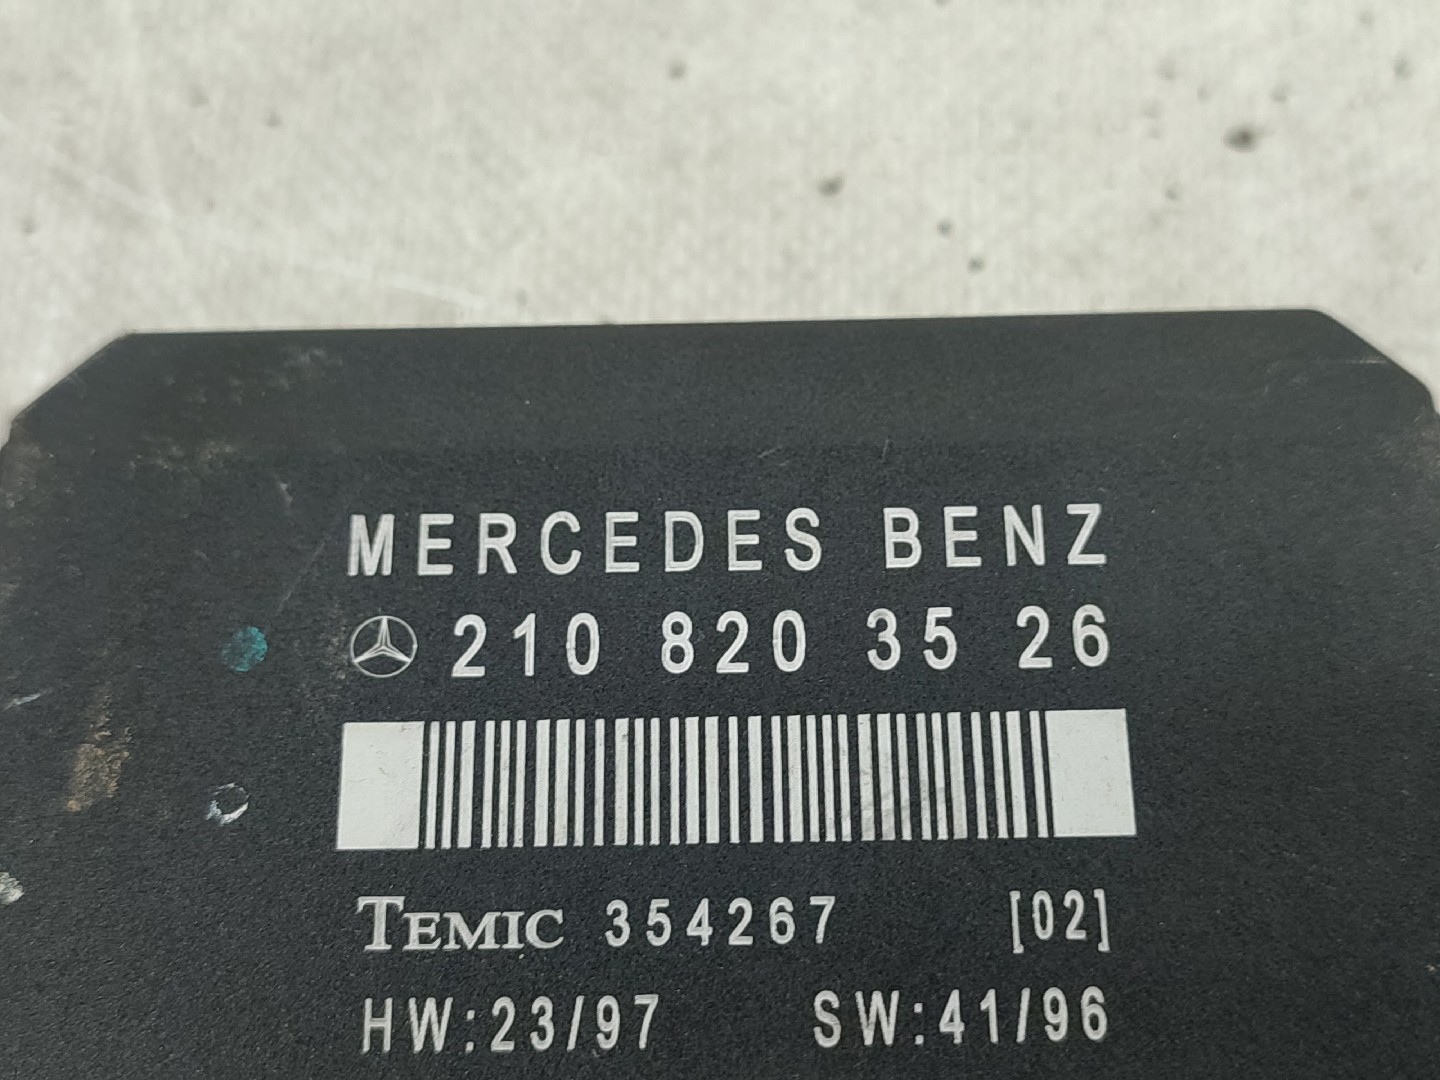 MERCEDES BENZ
210 820 35 26
TEMIC 354267 [02]
HW:23/97 SW:41/96